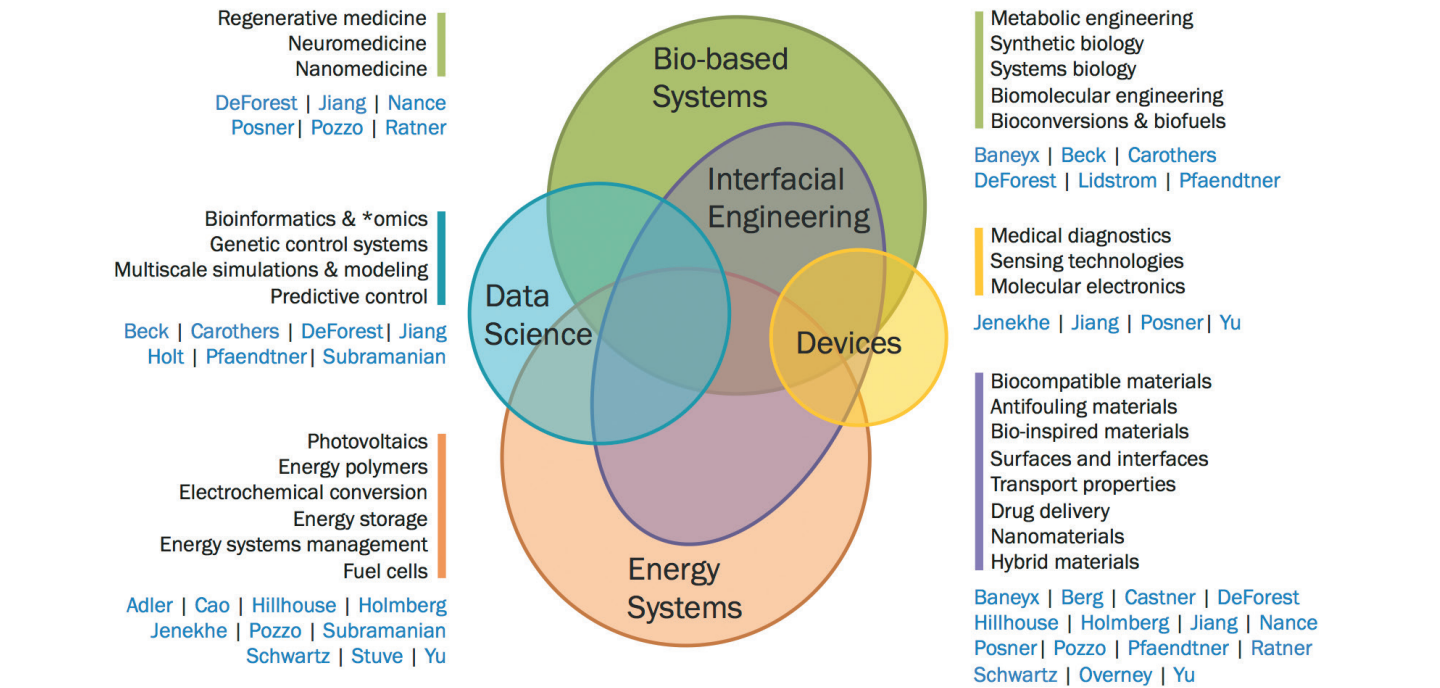 Regenerative medicine
Neuromedicine
Nanomedicine
DeForest | Jiang | Nance
Posner| Pozzo | Ratner
Bioinformatics & *omics
Genetic control systems
Multiscale simulations & modeling
Predictive control
Beck | Carothers | DeForest| Jiang
Holt | Pfaendtner| Subramanian
Photovoltaics
Energy polymers
Electrochemical conversion
Energy storage
Energy systems management
Fuel cells
Adler | Cao | Hillhouse | Holmberg
Jenekhe | Pozzo | Subramanian
Schwartz | Stuve | Yu
Bio-based
Systems
Interfacial
Engineering
Data
Science
Devices
Energy
Systems
Metabolic engineering
Synthetic biology
Systems biology
Biomolecular engineering
Bioconversions & biofuels
Baneyx | Beck | Carothers
DeForest | Lidstrom | Pfaendtner
Medical diagnostics
Sensing technologies
Molecular electronics
Jenekhe | Jiang | Posner| Yu
Biocompatible materials
Antifouling materials
Bio-inspired materials
Surfaces and interfaces
Transport properties
Drug delivery
Nanomaterials
Hybrid materials
Baneyx | Berg | Castner | DeForest
Hillhouse | Holmberg | Jiang | Nance
Posner| Pozzo | Pfaendtner | Ratner
Schwartz | Overney | Yu